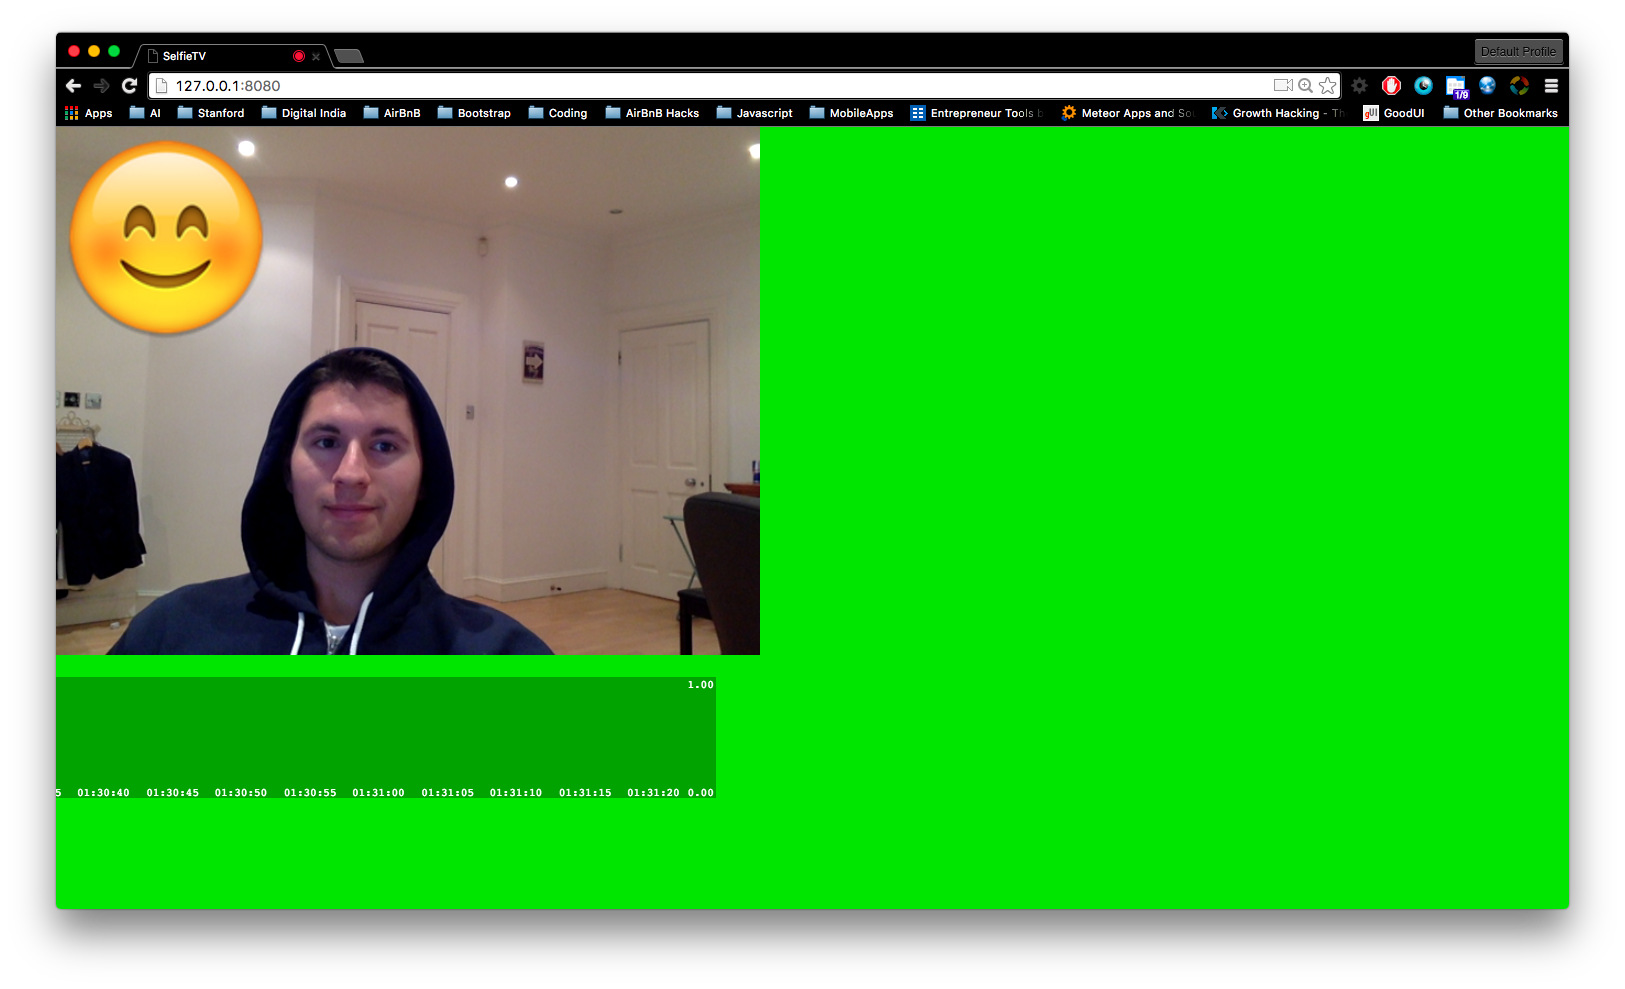 SelfieTV
Default Profile
127.0.0.1:8080
1/9
Apps AI Stanford Digital India AirBnB Bootstrap Coding AirBnB Hacks Javascript MobileApps Entrepreneur Tools Meteor Apps and Growth Hacking - gUI GoodUI Other Bookmarks
1.00
5 01:30:40 01:30:45 01:30:50 01:30:55 01:31:00 01:31:05 01:31:10 01:31:15 01:31:20 0.00